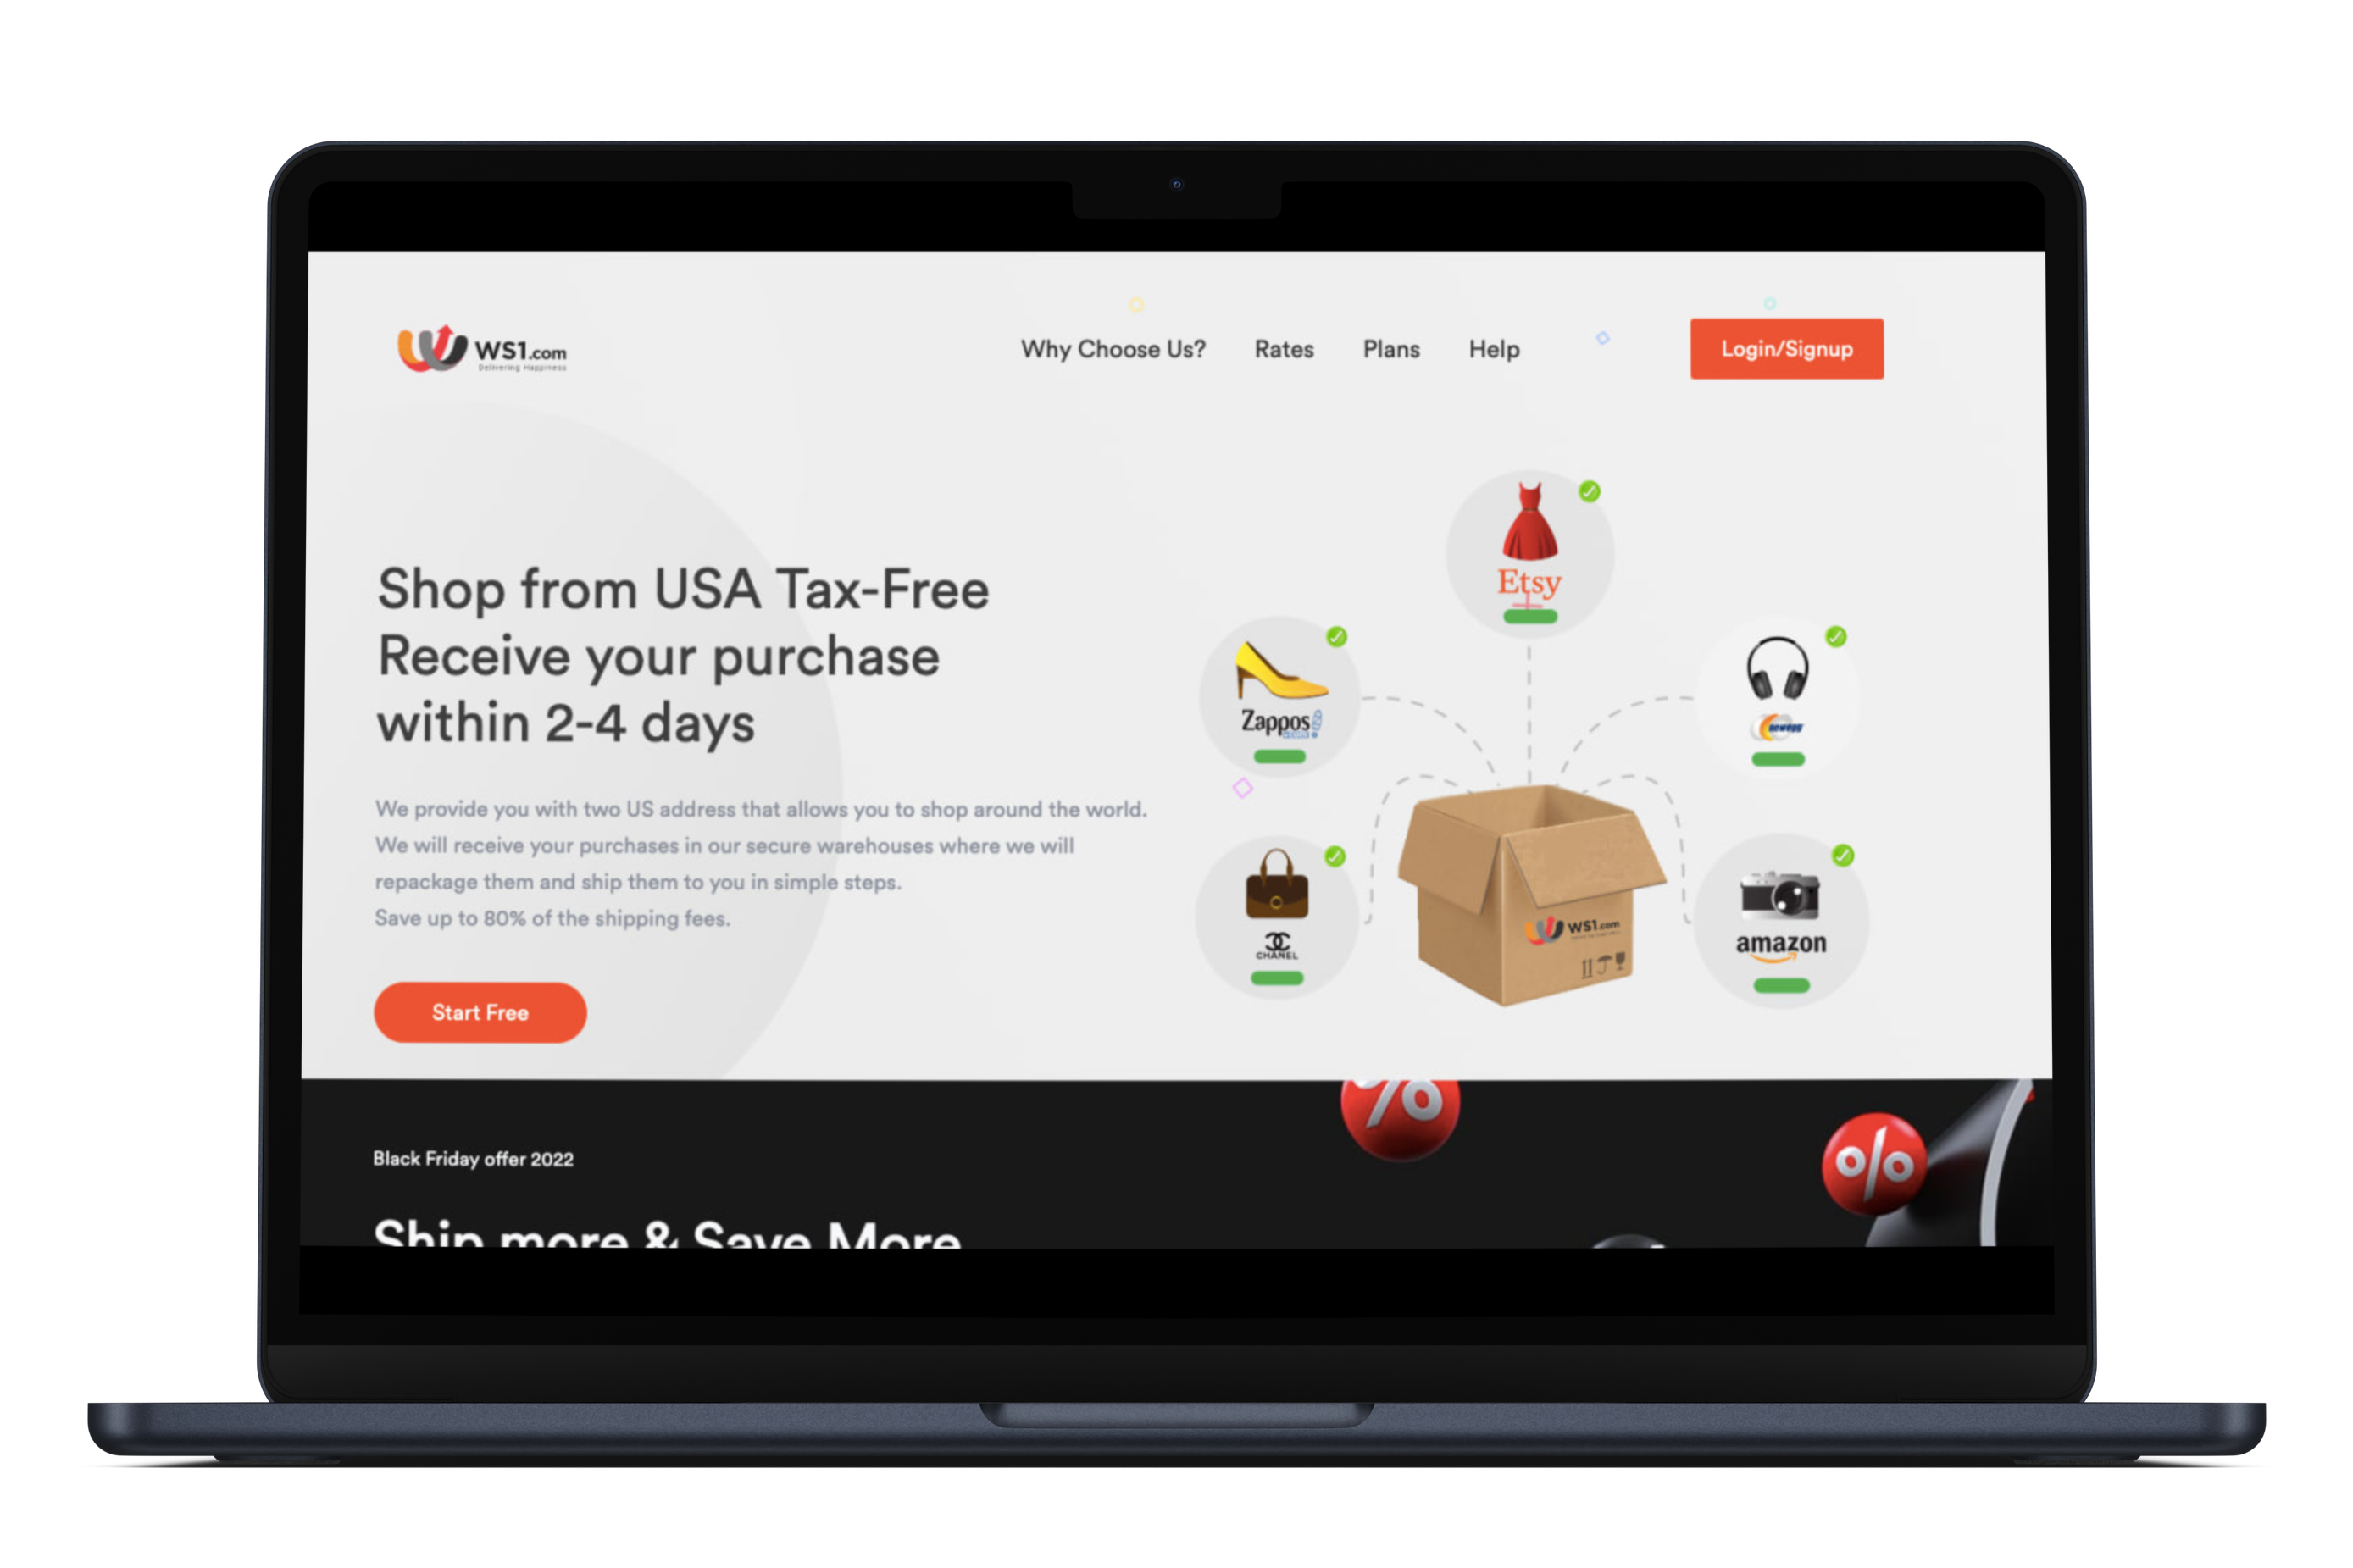 WS1.com
Delivering Happiness
Why Choose Us? Rates Plans Help
Login/Signup
Shop from USA Tax-Free
Receive your purchase
within 2-4 days
We provide you with two US address that allows you to shop around the world.
We will receive your purchases in our secure warehouses where we will
repackage them and ship them to you in simple steps.
Save up to 80% of the shipping fees.
Start Free
Etsy
Zappos
newegg
CHANEL
amazon
WS1.com
Black Friday offer 2022
%
%
Ship more & Save More